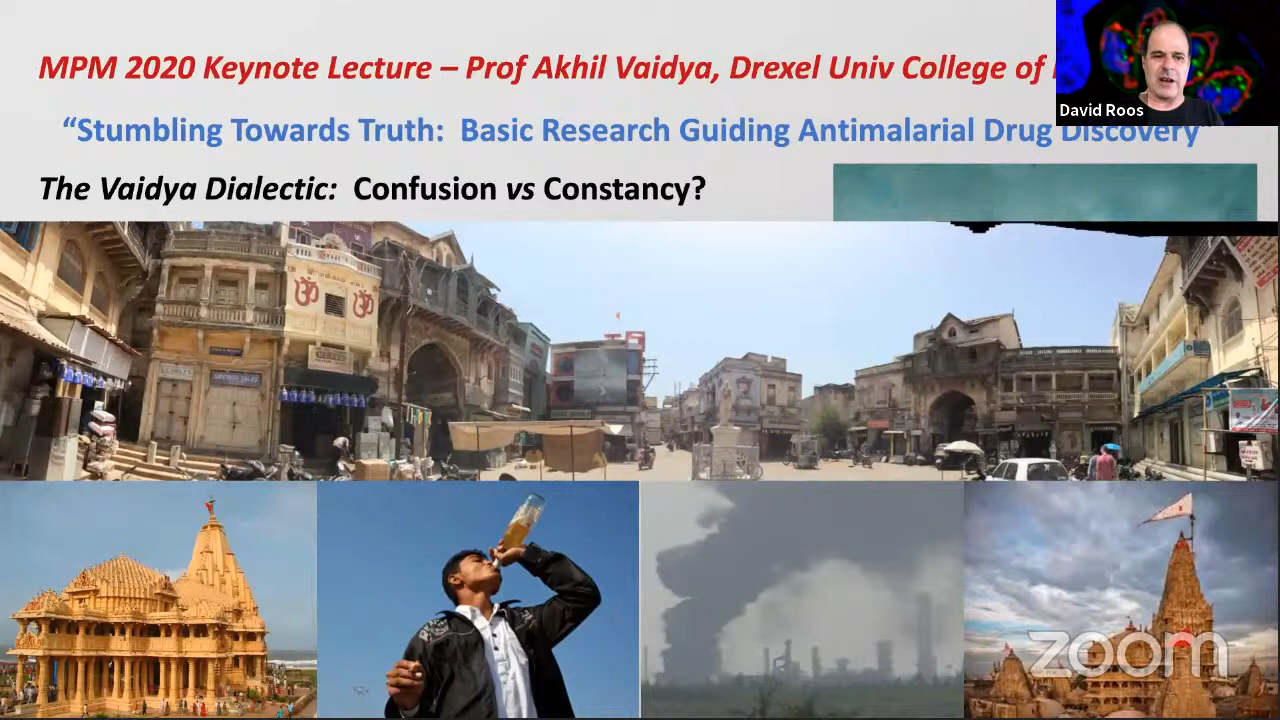 MPM 2020 Keynote Lecture – Prof Akhil Vaidya, Drexel Univ College of
David Roos
“Stumbling Towards Truth:  Basic Research Guiding Antimalarial Drug Discovery”
The Vaidya Dialectic:  Confusion vs Constancy?
ॐ ॐ
zoom